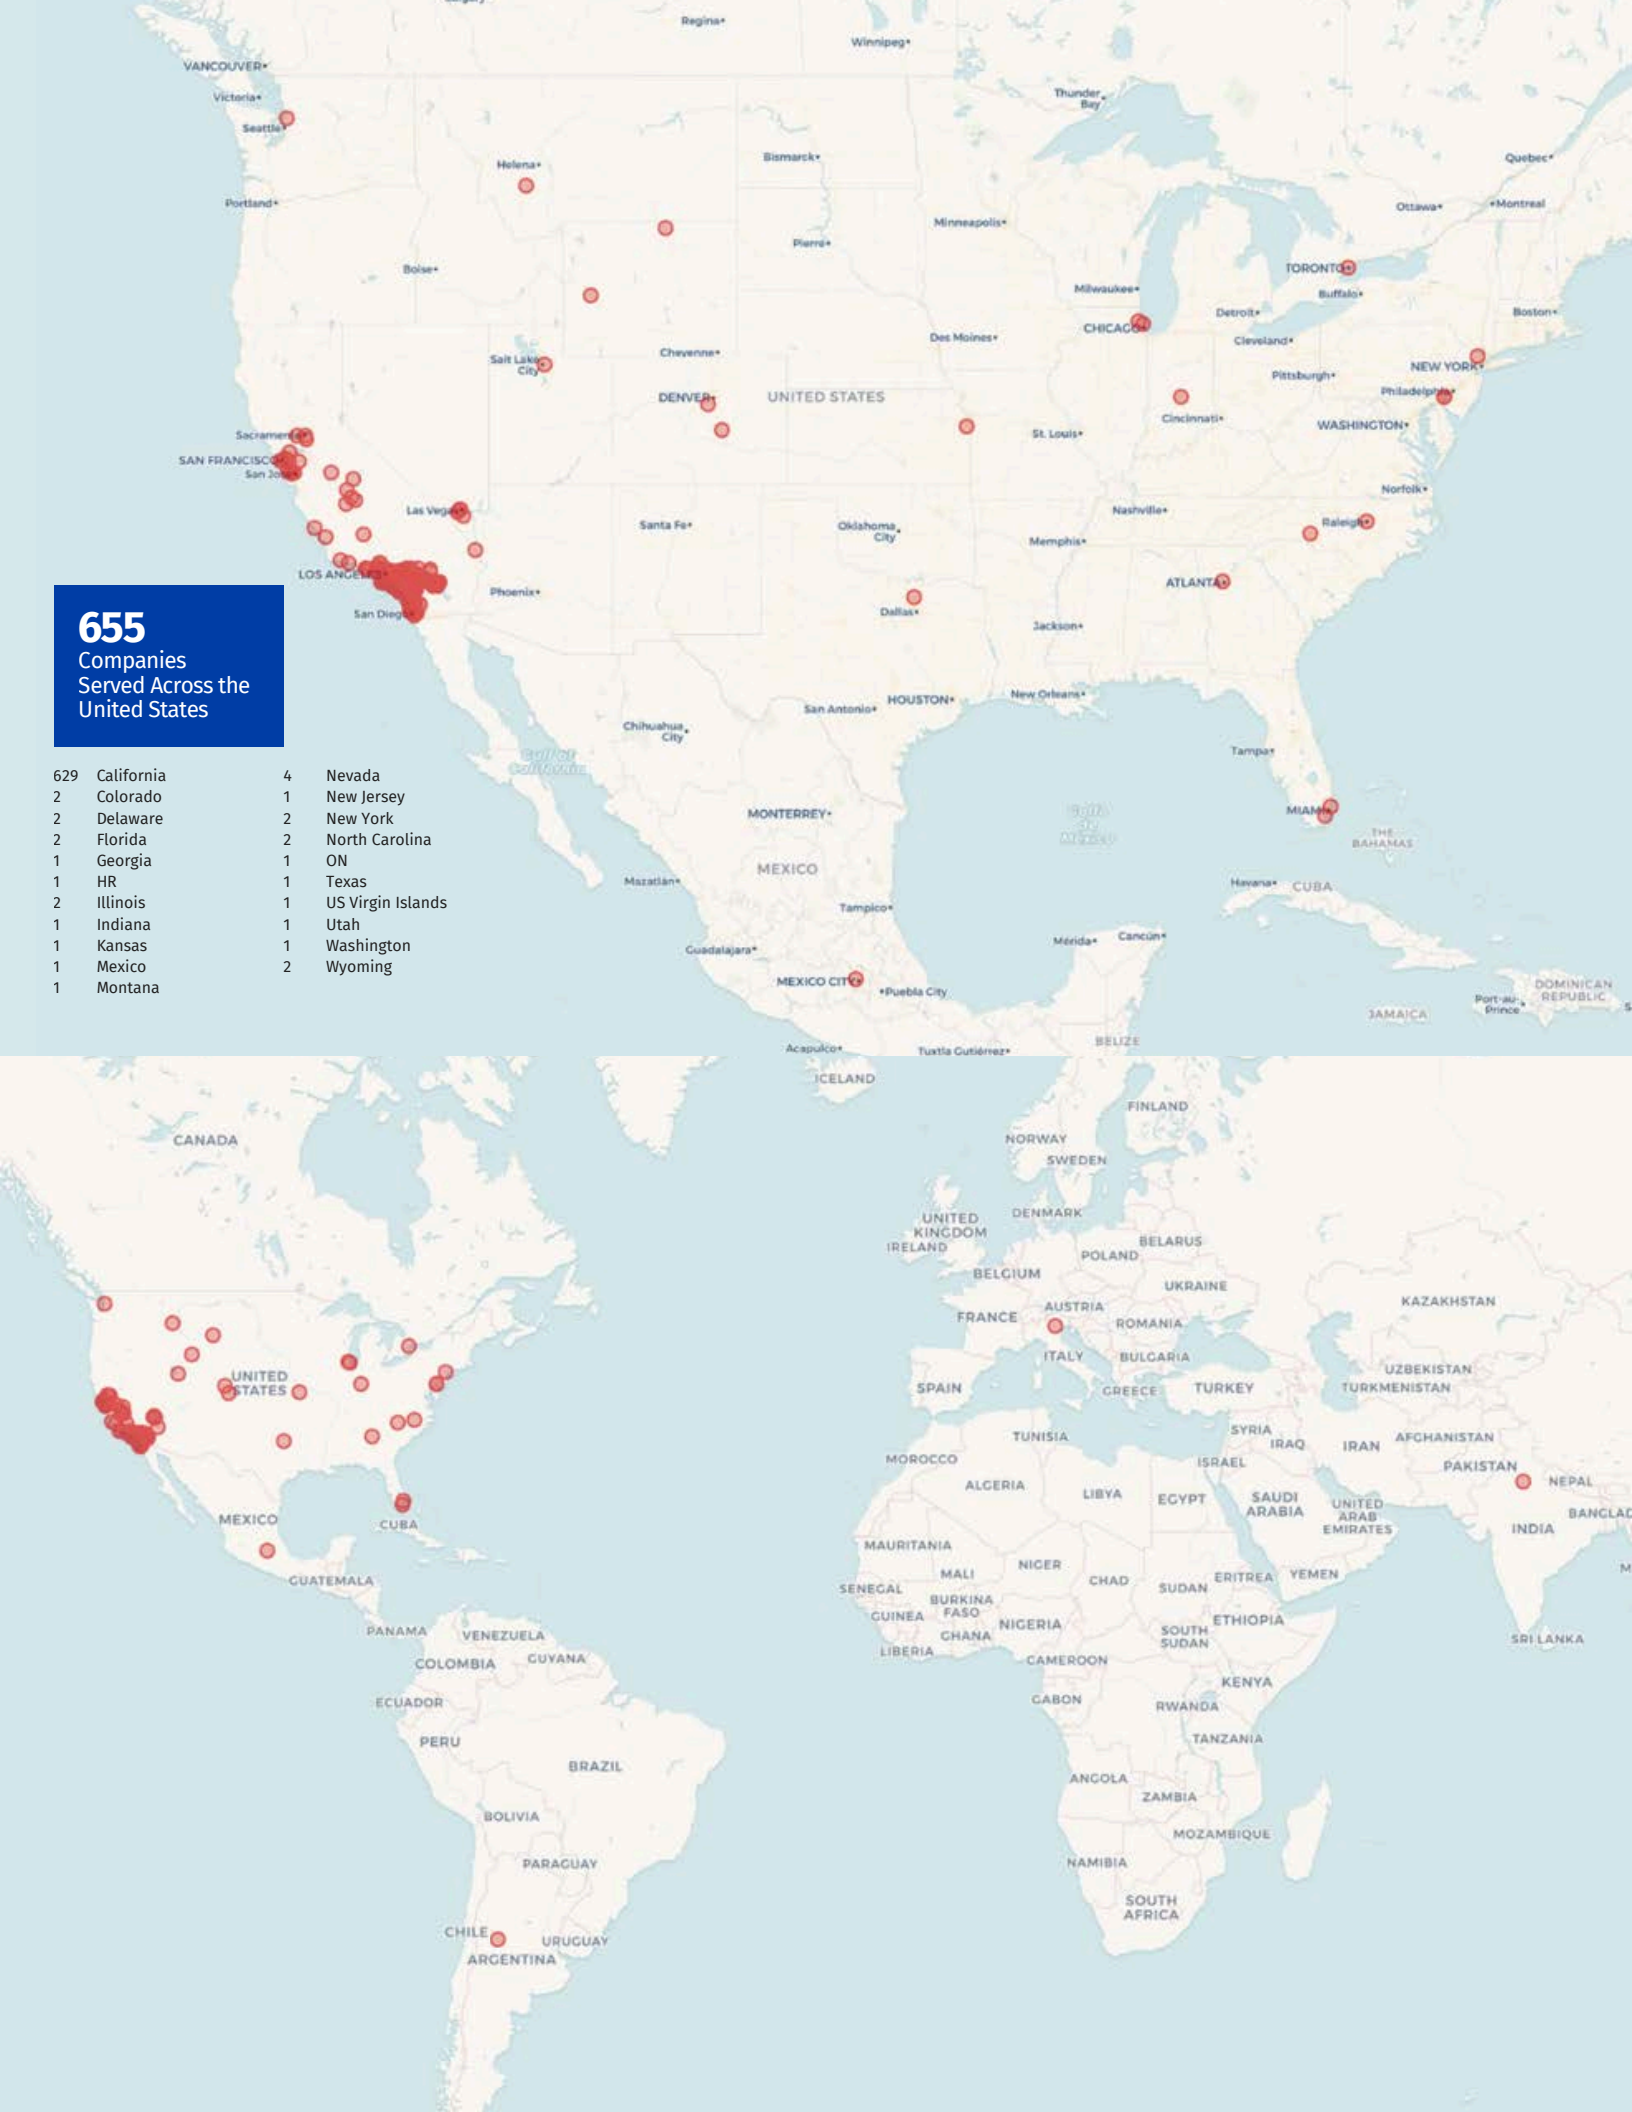 Regina
Winnipeg
VANCOUVER
Victoria
Thunder
Bay
Seattle
Helena
Bismarck
Quebec
Portland
Ottawa
Montreal
Minneapolis
Pierre
Boise
TORONTO
Milwaukee
Buffalo
CHICAGO
Detroit
Boston
Des Moines
Cleveland
Salt Lake
City
Cheyenne
NEW YORK
Pittsburgh
DENVER
UNITED STATES
Philadelphia
Cincinnati
WASHINGTON
Sacramento
St. Louis
SAN FRANCISCO
San Jose
Norfolk
Las Vegas
Nashville
Santa Fe
Oklahoma
City
Raleigh
Memphis
LOS ANGELES
ATLANTA
Phoenix
San Diego
Dallas
Jackson
655
Companies
Served Across the
United States
New Orleans
HOUSTON
San Antonio
Chihuahua
City
Gulf of
California
Tampa
629 California
2 Colorado
2 Delaware
2 Florida
1 Georgia
1 HR
2 Illinois
1 Indiana
1 Kansas
1 Mexico
1 Montana
4 Nevada
1 New Jersey
2 New York
2 North Carolina
1 ON
1 Texas
1 US Virgin Islands
1 Utah
1 Washington
2 Wyoming
MONTERREY
MIAMI
Golfo
de
México
THE
BAHAMAS
MEXICO
Mazatlán
Havana
CUBA
Tampico
Guadalajara
Mérida
Cancún
MEXICO CITY
Puebla City
DOMINICAN
REPUBLIC
Port-au-
Prince
JAMAICA
BELIZE
Acapulco
Tuxtla Gutiérrez
ICELAND
FINLAND
CANADA
NORWAY
SWEDEN
UNITED
KINGDOM
DENMARK
IRELAND
BELARUS
POLAND
BELGIUM
UKRAINE
KAZAKHSTAN
AUSTRIA
FRANCE
ROMANIA
ITALY
BULGARIA
UZBEKISTAN
UNITED
STATES
SPAIN
GREECE
TURKEY
TURKMENISTAN
SYRIA
TUNISIA
IRAQ
IRAN
AFGHANISTAN
MOROCCO
ISRAEL
PAKISTAN
ALGERIA
LIBYA
EGYPT
NEPAL
SAUDI
ARABIA
UNITED
ARAB
EMIRATES
BANGLAD
INDIA
MEXICO
CUBA
MAURITANIA
NIGER
MALI
CHAD
SUDAN
ERITREA
YEMEN
GUATEMALA
SENEGAL
BURKINA
FASO
GUINEA
NIGERIA
ETHIOPIA
GHANA
SOUTH
SUDAN
LIBERIA
SRI LANKA
PANAMA
VENEZUELA
COLOMBIA
GUYANA
CAMEROON
KENYA
ECUADOR
GABON
RWANDA
PERU
TANZANIA
BRAZIL
ANGOLA
ZAMBIA
BOLIVIA
MOZAMBIQUE
PARAGUAY
NAMIBIA
SOUTH
AFRICA
CHILE
URUGUAY
ARGENTINA